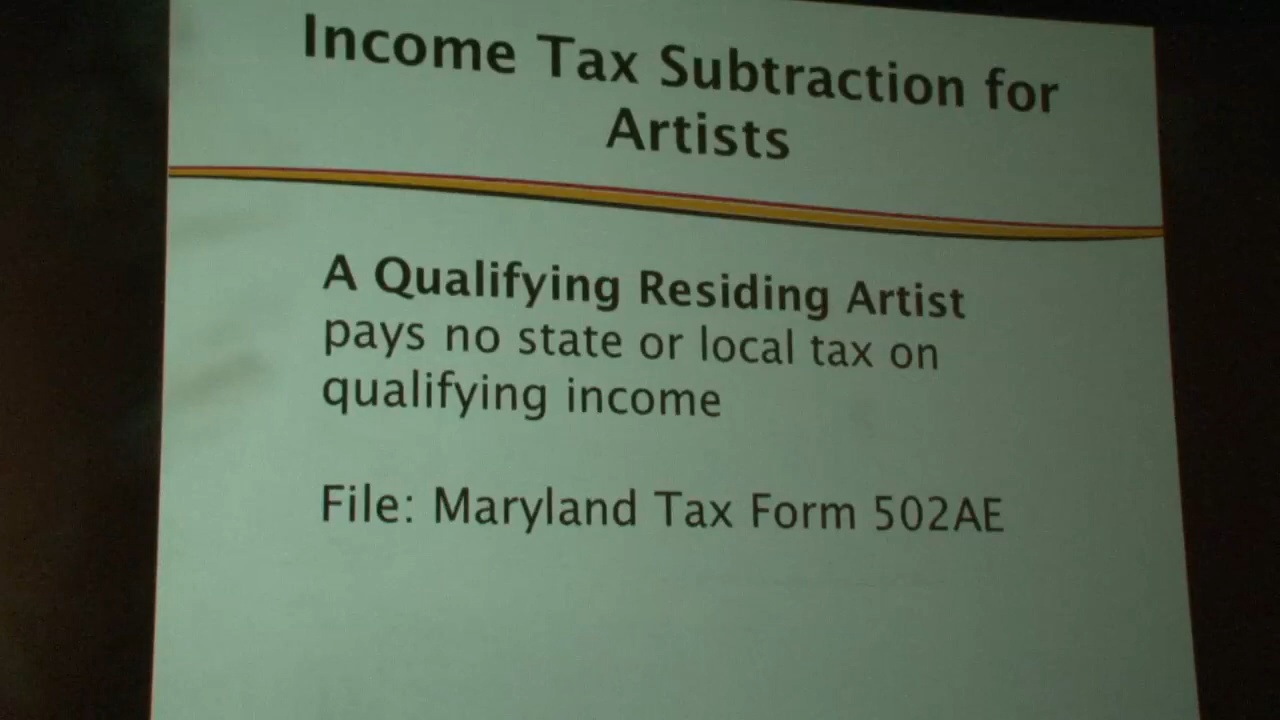 Income Tax Subtraction for
Artists
A Qualifying Residing Artist
pays no state or local tax on
qualifying income
File: Maryland Tax Form 502AE